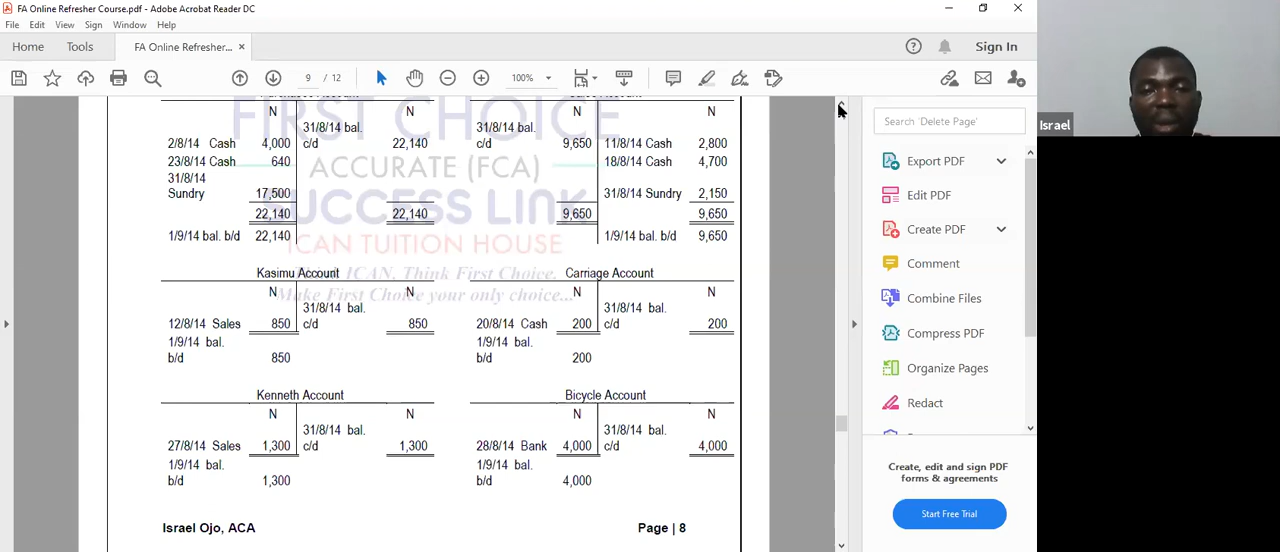 FA Online Refresher Course.pdf - Adobe Acrobat Reader DC
File Edit View Sign Window Help
Home Tools FA Online Refresher... × Sign In
9 / 12 100%
N 31/8/14 bal. N 31/8/14 bal. N N
2/8/14 Cash 4,000 c/d 22,140 c/d 9,650 11/8/14 Cash 2,800
23/8/14 Cash 640 18/8/14 Cash 4,700
31/8/14
Sundry 17,500 31/8/14 Sundry 2,150
22,140 22,140 9,650 9,650
1/9/14 bal. b/d 22,140 1/9/14 bal. b/d 9,650
FIRST CHOICE
ACCURATE (FCA)
SUCCESS LINK
ICAN TUITION HOUSE
ICAN, Think First Choice.
Make First Choice your only choice...
Kasimu Account Carriage Account
N N N N
31/8/14 bal. 31/8/14 bal.
12/8/14 Sales 850 c/d 850 20/8/14 Cash 200 c/d 200
1/9/14 bal. 1/9/14 bal.
b/d 850 b/d 200
Kenneth Account Bicycle Account
N N N N
31/8/14 bal. 31/8/14 bal.
27/8/14 Sales 1,300 c/d 1,300 28/8/14 Bank 4,000 c/d 4,000
1/9/14 bal. 1/9/14 bal.
b/d 1,300 b/d 4,000
Israel Ojo, ACA Page | 8
Search 'Delete Page'
Export PDF
Edit PDF
Create PDF
Comment
Combine Files
Compress PDF
Organize Pages
Redact
Create, edit and sign PDF
forms & agreements
Start Free Trial
Israel